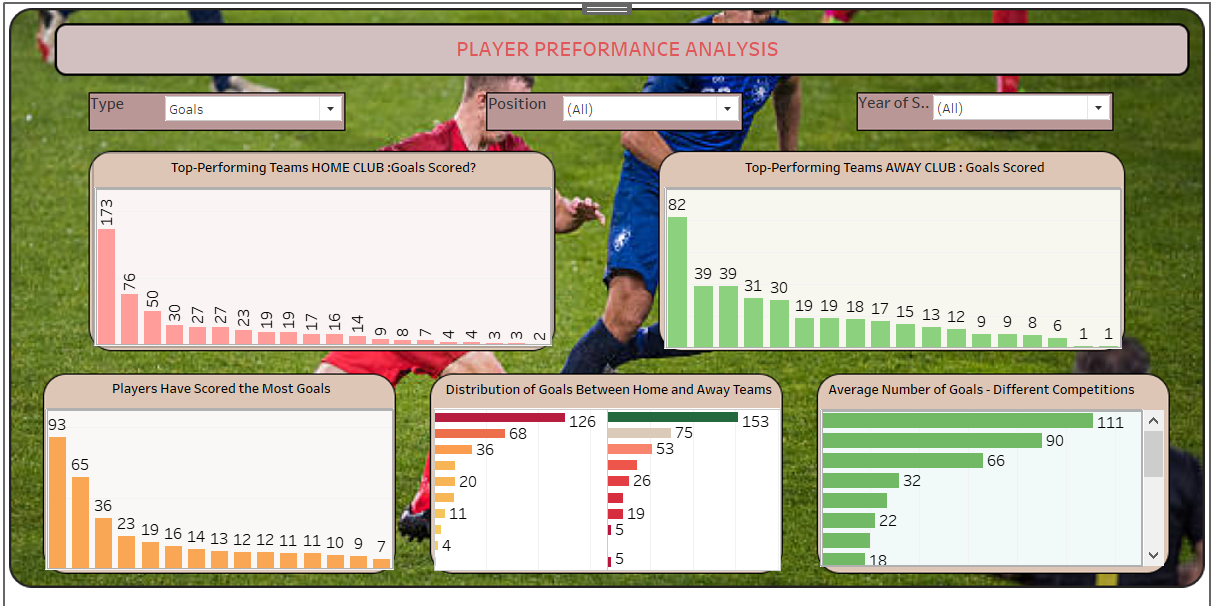 PLAYER PREFORMANCE ANALYSIS
Type Goals
Position (All)
Year of S.. (All)
Top-Performing Teams HOME CLUB :Goals Scored?
173 76 50 30 27 27 23 19 19 17 16 14 9 8 7 4 4 3 3 2
Top-Performing Teams AWAY CLUB : Goals Scored
82 39 39 31 30 19 19 18 17 15 13 12 9 9 8 6 1 1
Players Have Scored the Most Goals
93 65 36 23 19 16 14 13 12 12 11 11 10 9 7
Distribution of Goals Between Home and Away Teams
126 153
68 75
36 53
20 26
11 19
5
4
5
Average Number of Goals - Different Competitions
111
90
66
32
22
18